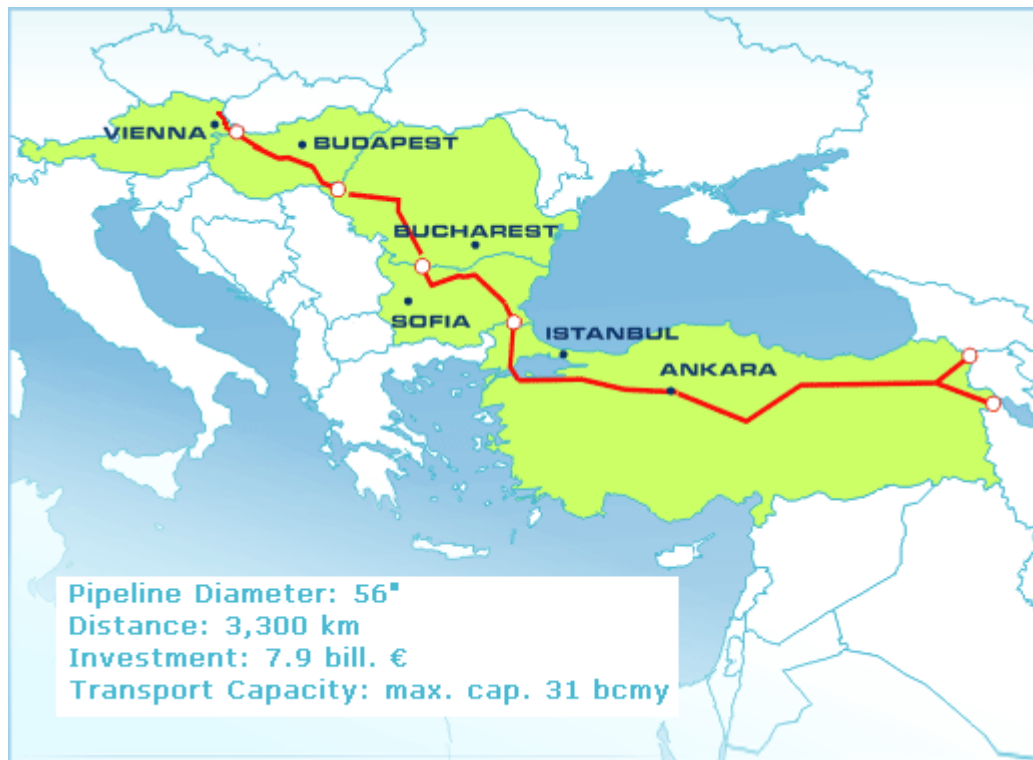 VIENNA
BUDAPEST
BUCHAREST
SOFIA
ISTANBUL
ANKARA
Pipeline Diameter: 56"
Distance: 3,300 km
Investment: 7.9 bill. €
Transport Capacity: max. cap. 31 bcmy